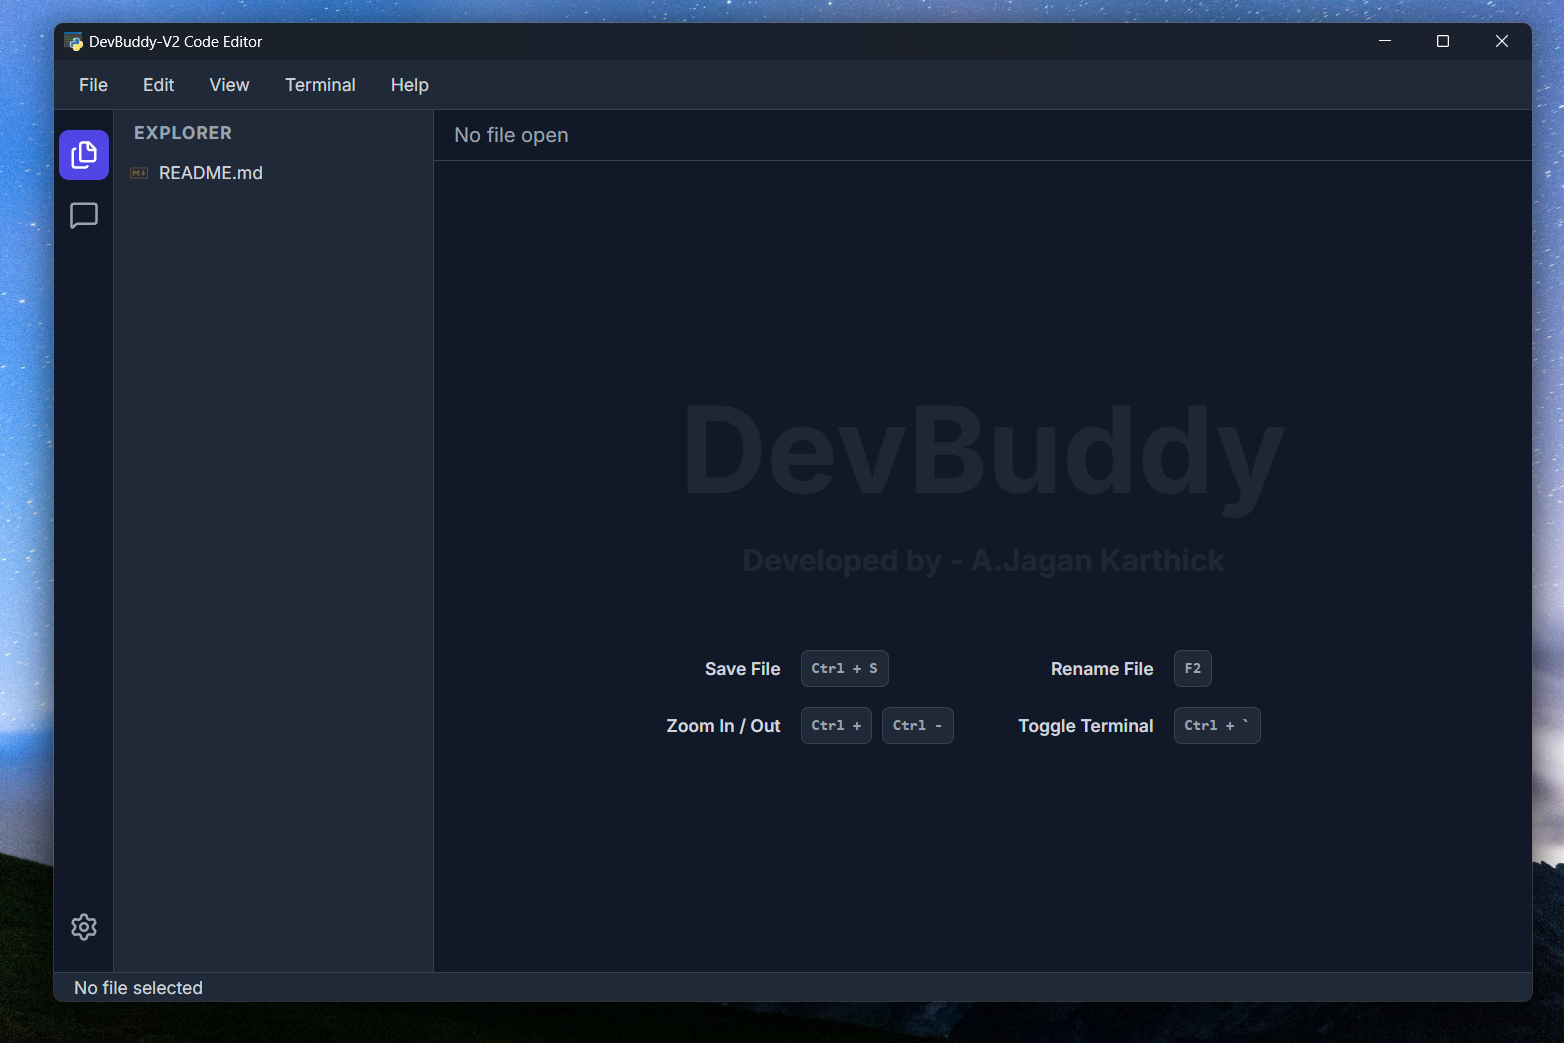 DevBuddy-V2 Code Editor
File Edit View Terminal Help
EXPLORER
README.md
No file open
DevBuddy
Developed by - A.Jagan Karthick
Save File Ctrl + S Rename File F2
Zoom In / Out Ctrl + Ctrl - Toggle Terminal Ctrl + `
No file selected